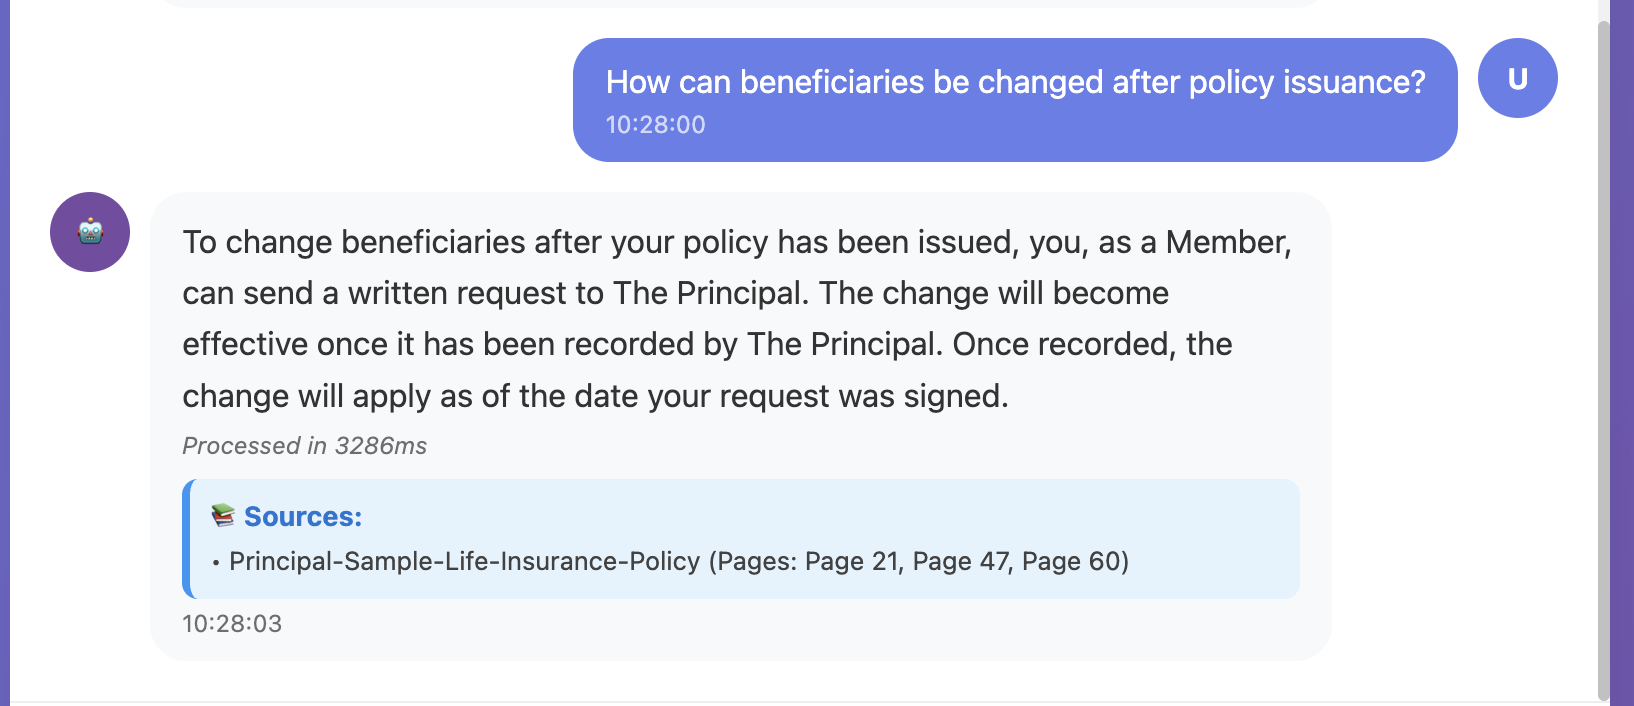 How can beneficiaries be changed after policy issuance?
10:28:00
U
To change beneficiaries after your policy has been issued, you, as a Member,
can send a written request to The Principal. The change will become
effective once it has been recorded by The Principal. Once recorded, the
change will apply as of the date your request was signed.
Processed in 3286ms
📚 Sources:
• Principal-Sample-Life-Insurance-Policy (Pages: Page 21, Page 47, Page 60)
10:28:03